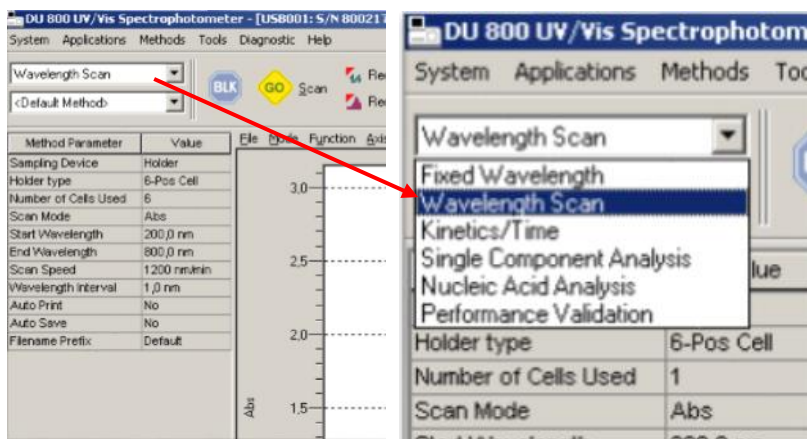 DU 800 UV/Vis Spectrophotometer - [USB001: S/N 800217
System Applications Methods Tools Diagnostic Help
Wavelength Scan
<Default Method>
BLK
GO
Scan
Re
Re
Method Parameter Value
Sampling Device Holder
Holder type 6-Pos Cell
Number of Cells Used 6
Scan Mode Abs
Start Wavelength 200,0 nm
End Wavelength 800,0 nm
Scan Speed 1200 nm/min
Wavelength Interval 1,0 nm
Auto Print No
Auto Save No
Filename Prefix Default
File Mode Function Axis
3,0
2,5
2,0
1,5
Abs
DU 800 UV/Vis Spectrophotom
System Applications Methods Too
Wavelength Scan
Fixed Wavelength
Wavelength Scan
Kinetics/Time
Single Component Analysis
Nucleic Acid Analysis
Performance Validation
lue
Holder type 6-Pos Cell
Number of Cells Used 1
Scan Mode Abs